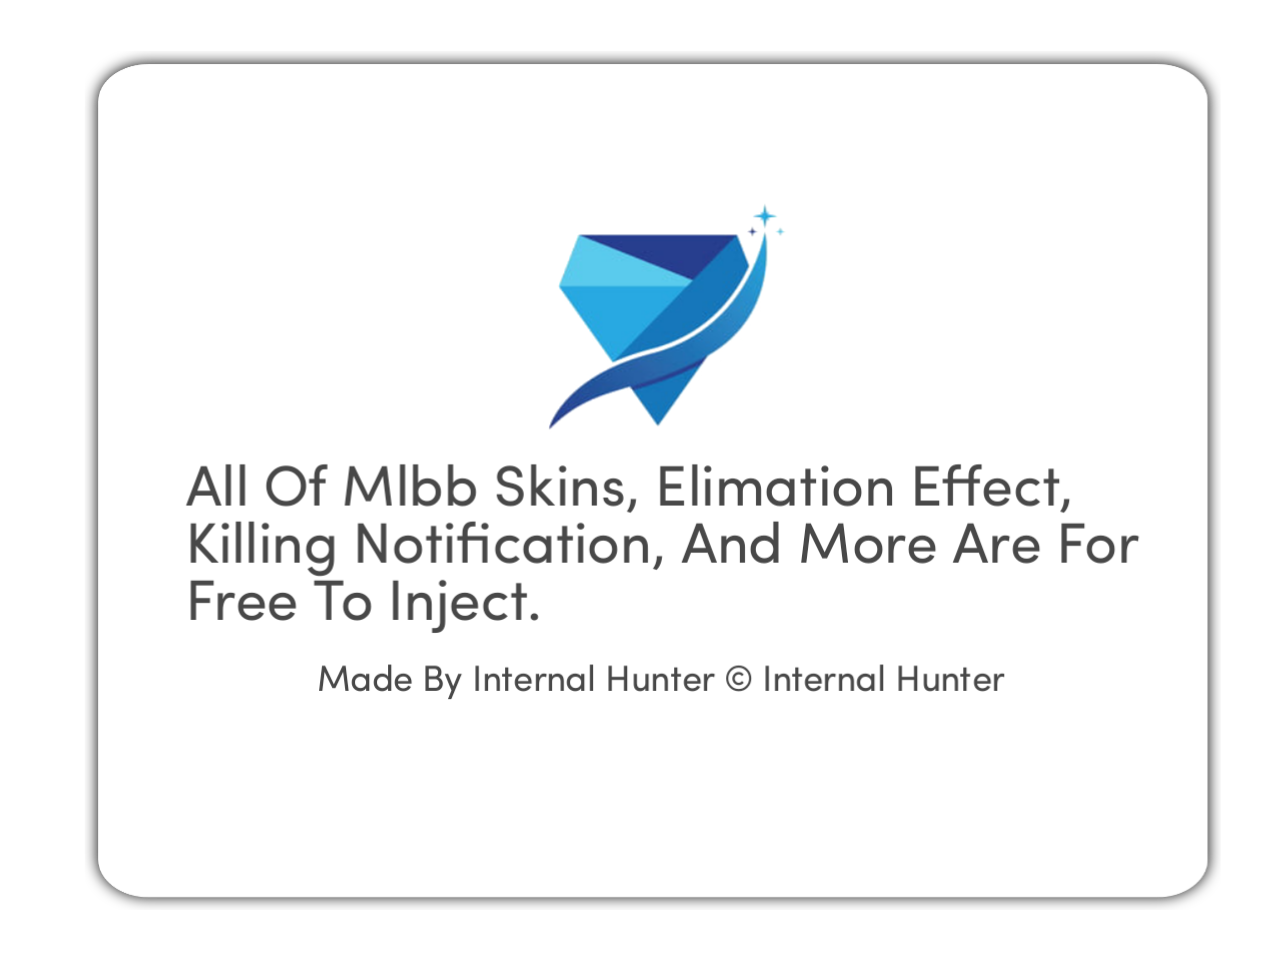 All Of Mlbb Skins, Elimation Effect,
Killing Notification, And More Are For
Free To Inject.
Made By Internal Hunter © Internal Hunter